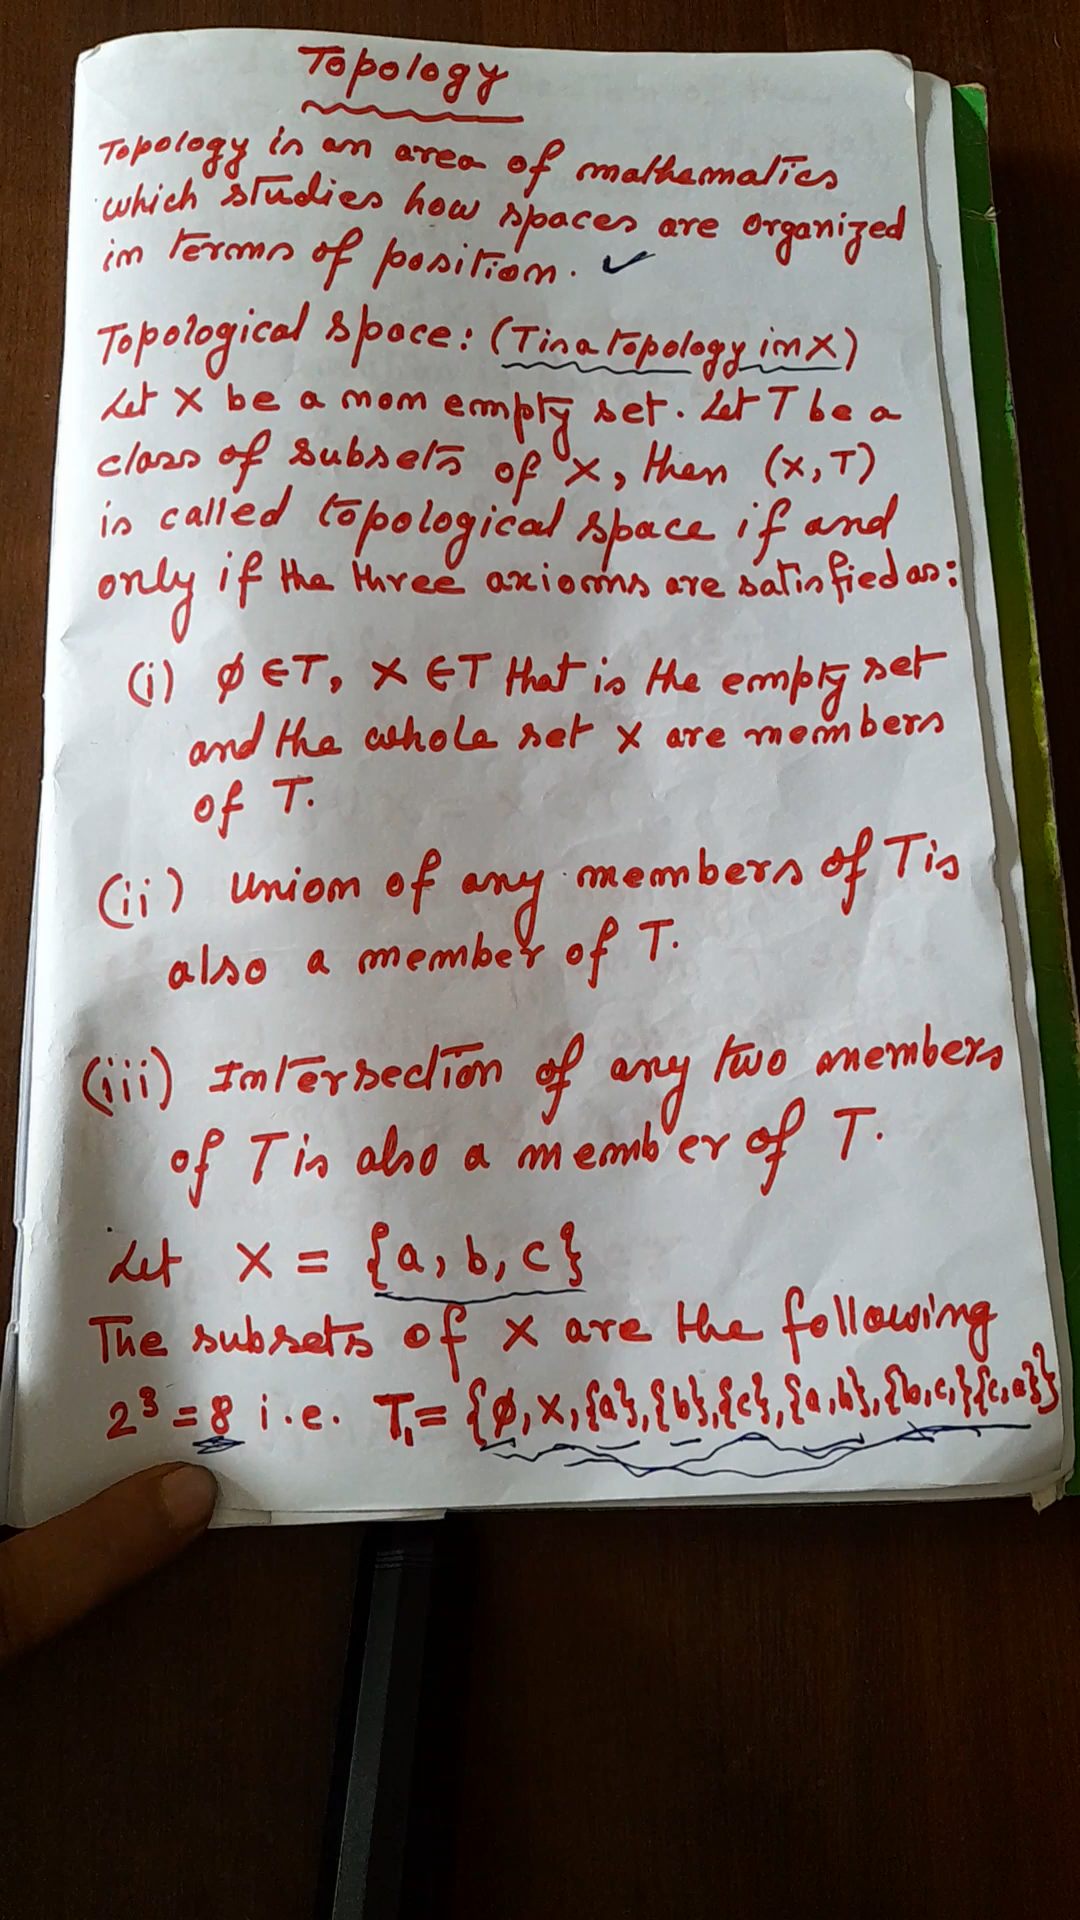 Topology
Topology is an area of mathematics
which studies how spaces are organized
in terms of position. ✓
Topological space: (T is a topology in X)
Let X be a non empty set. Let T be a
class of subsets of X, then (X, T)
is called topological space if and
only if the three axioms are satisfied as:
(i) ϕ ∈ T, X ∈ T that is the empty set
and the whole set X are members
of T.
(ii) Union of any members of T is
also a member of T.
(iii) Intersection of any two members
of T is also a member of T.
Let X = {a, b, c}
The subsets of X are the following
2³ = 8 i.e. T₁ = {ϕ, X, {a}, {b}, {c}, {a, b}, {b, c,} {c, a}}